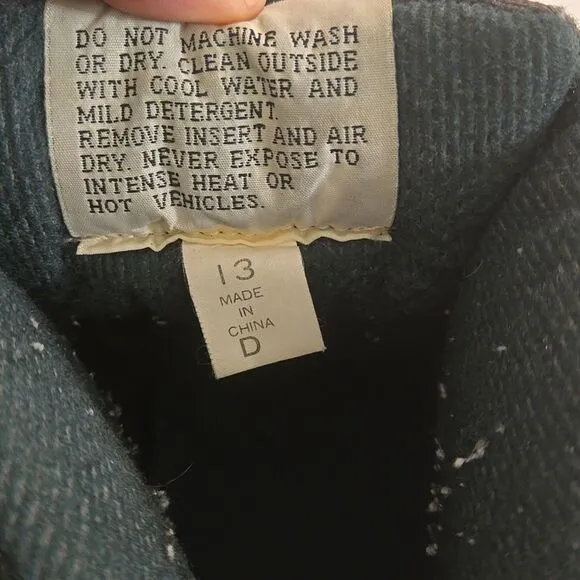 DO NOT MACHINE WASH
OR DRY. CLEAN OUTSIDE
WITH COOL WATER AND
MILD DETERGENT.
REMOVE INSERT AND AIR
DRY. NEVER EXPOSE TO
INTENSE HEAT OR
HOT VEHICLES.
13
MADE
IN
CHINA
D